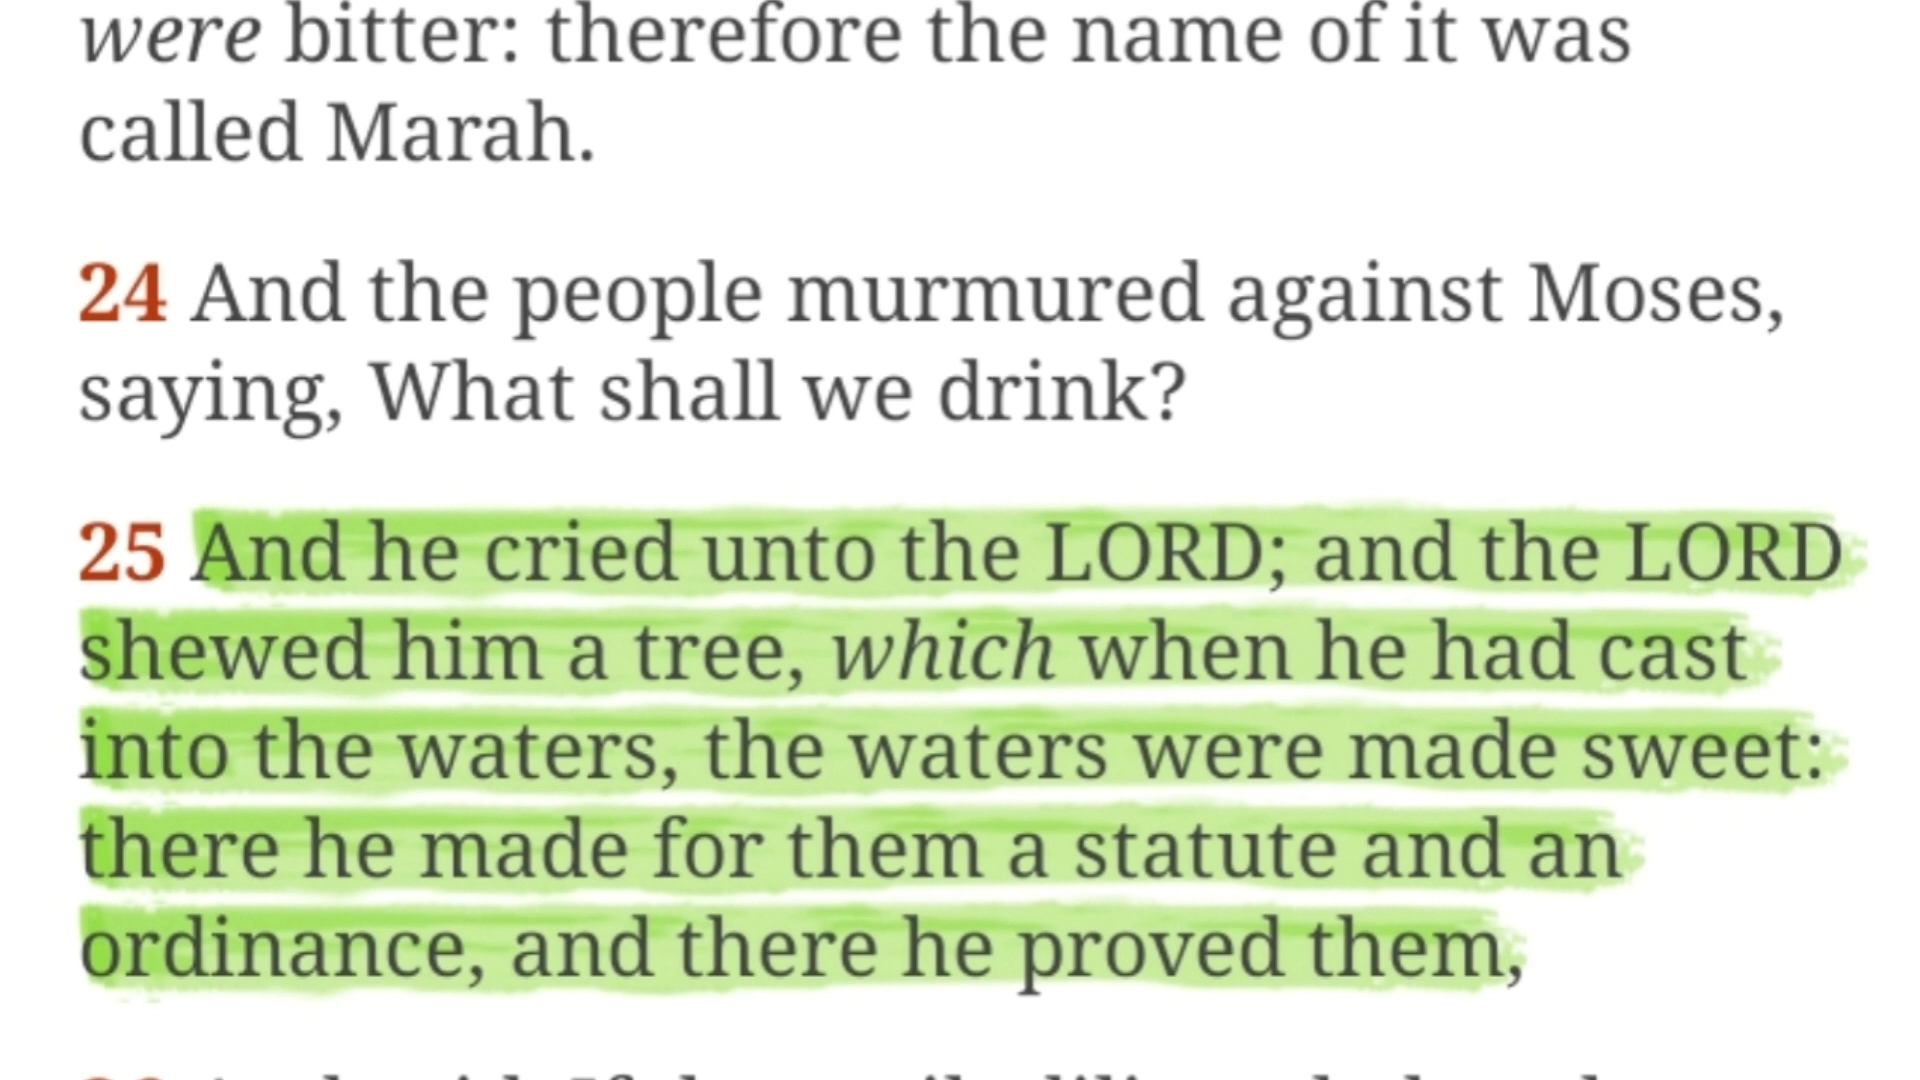 were bitter: therefore the name of it was
called Marah.
24 And the people murmured against Moses,
saying, What shall we drink?
25 And he cried unto the LORD; and the LORD
shewed him a tree, which when he had cast
into the waters, the waters were made sweet:
there he made for them a statute and an
ordinance, and there he proved them,